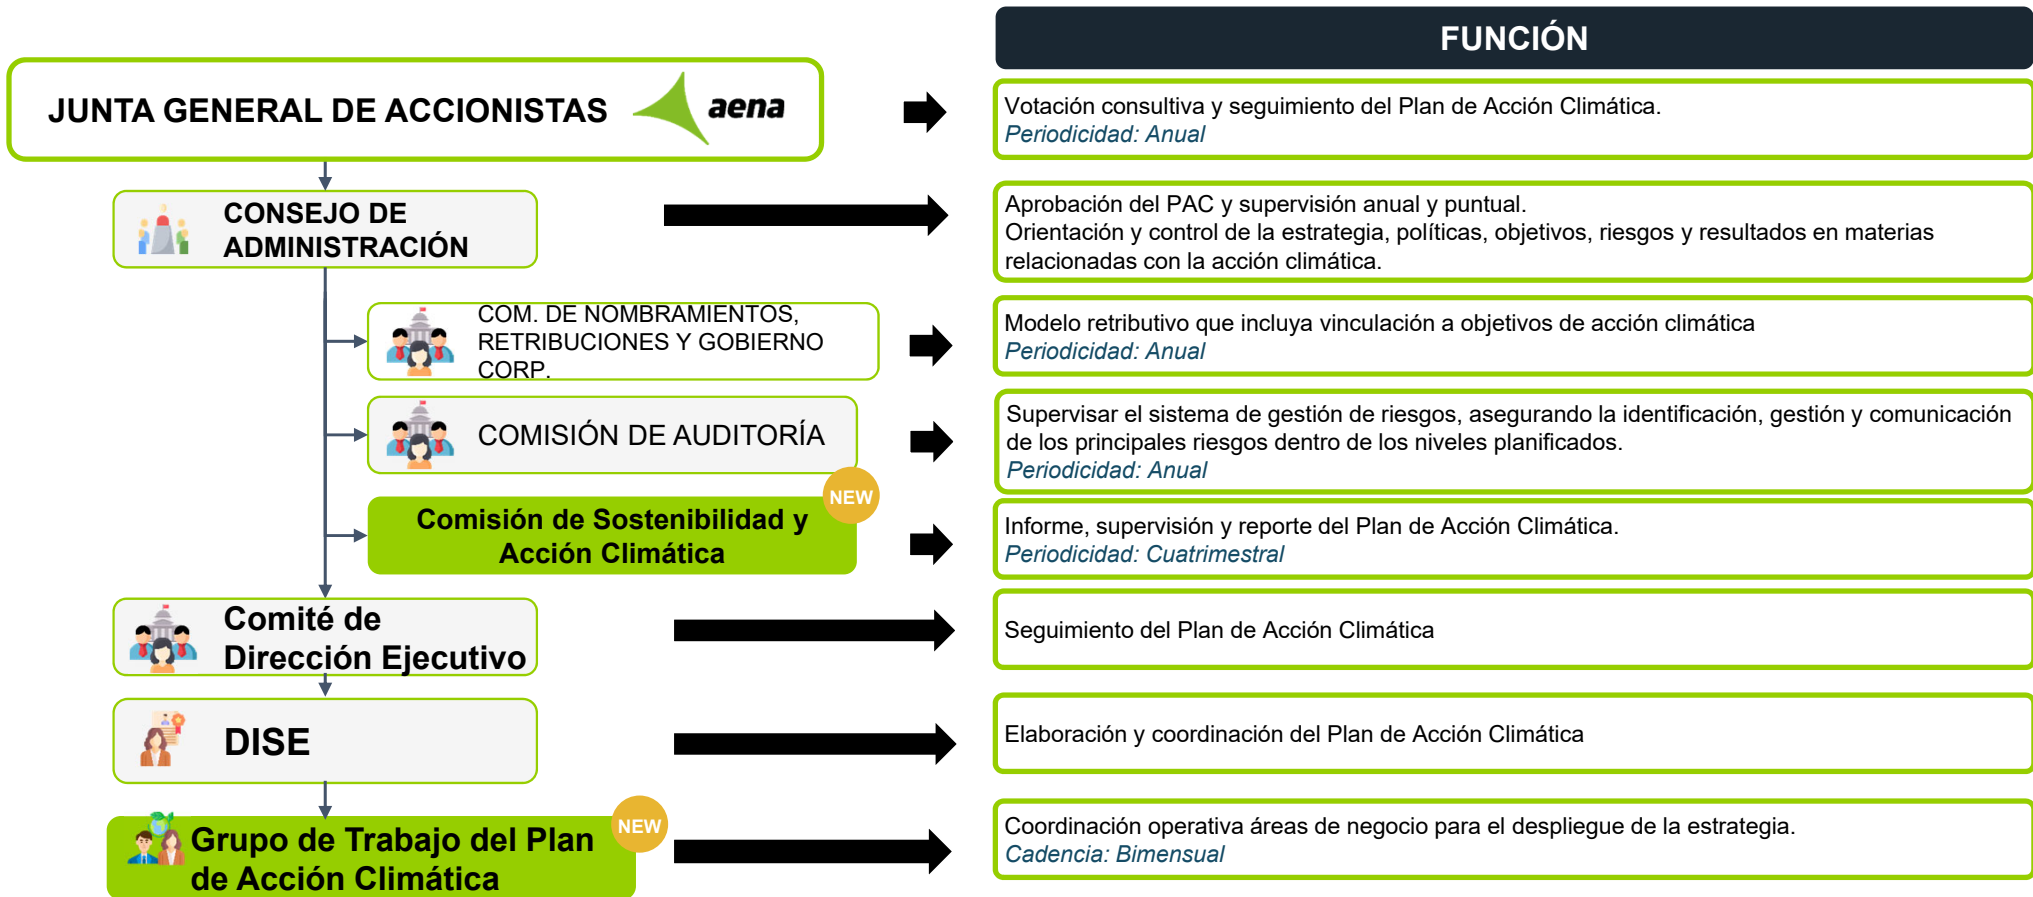 FUNCIÓN
JUNTA GENERAL DE ACCIONISTAS
aena
Votación consultiva y seguimiento del Plan de Acción Climática.
Periodicidad: Anual
CONSEJO DE
ADMINISTRACIÓN
Aprobación del PAC y supervisión anual y puntual.
Orientación y control de la estrategia, políticas, objetivos, riesgos y resultados en materias
relacionadas con la acción climática.
COM. DE NOMBRAMIENTOS,
RETRIBUCIONES Y GOBIERNO
CORP.
Modelo retributivo que incluya vinculación a objetivos de acción climática
Periodicidad: Anual
COMISIÓN DE AUDITORÍA
Supervisar el sistema de gestión de riesgos, asegurando la identificación, gestión y comunicación
de los principales riesgos dentro de los niveles planificados.
Periodicidad: Anual
NEW
Comisión de Sostenibilidad y
Acción Climática
Informe, supervisión y reporte del Plan de Acción Climática.
Periodicidad: Cuatrimestral
Comité de
Dirección Ejecutivo
Seguimiento del Plan de Acción Climática
DISE
Elaboración y coordinación del Plan de Acción Climática
NEW
Grupo de Trabajo del Plan
de Acción Climática
Coordinación operativa áreas de negocio para el despliegue de la estrategia.
Cadencia: Bimensual